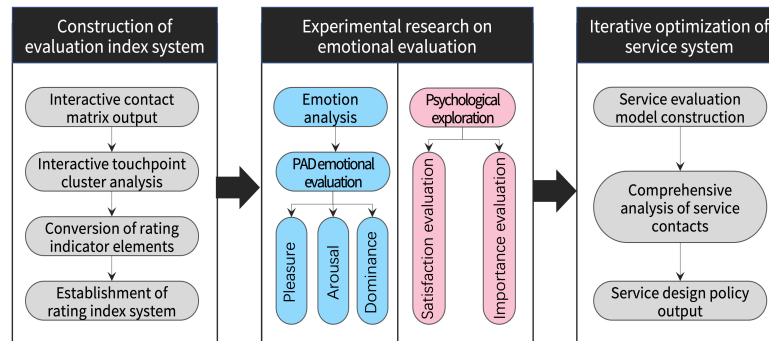 Construction of
evaluation index system
Interactive contact
matrix output
Interactive touchpoint
cluster analysis
Conversion of rating
indicator elements
Establishment of
rating index system
Experimental research on
emotional evaluation
Emotion
analysis
PAD emotional
evaluation
Pleasure
Arousal
Dominance
Psychological
exploration
Satisfaction evaluation
Importance evaluation
Iterative optimization of
service system
Service evaluation
model construction
Comprehensive
analysis of service
contacts
Service design policy
output